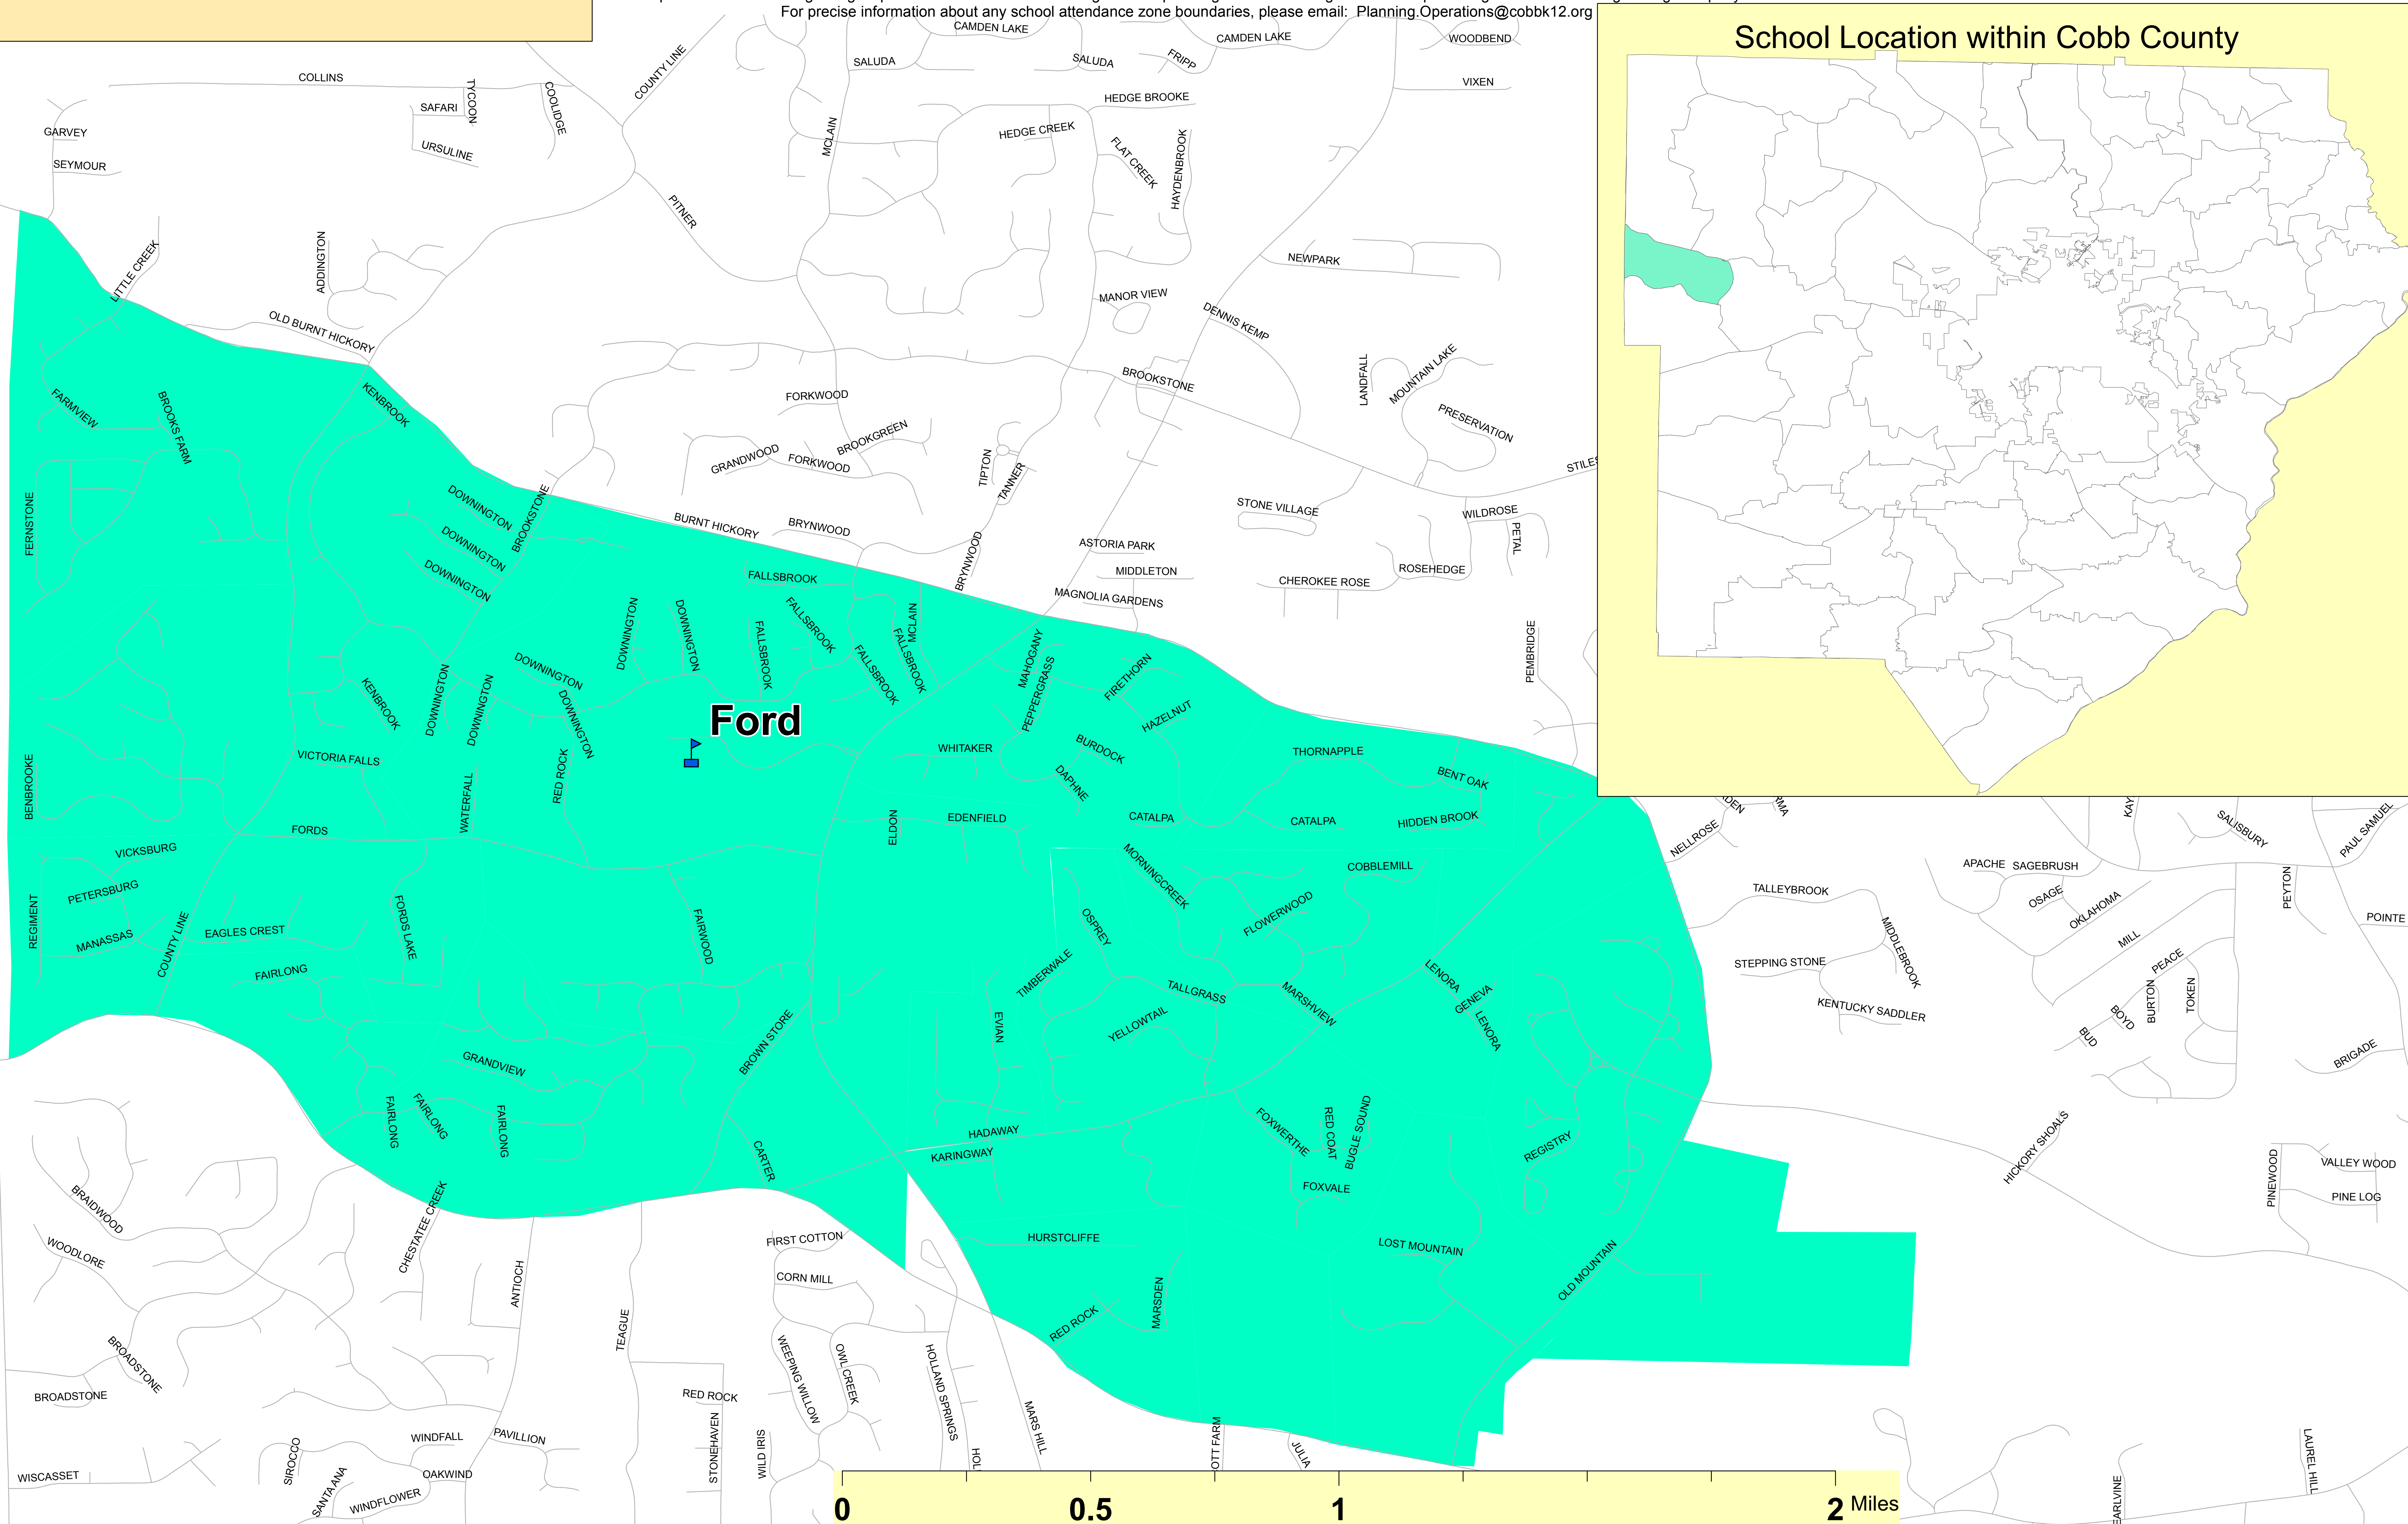 For precise information about any school attendance zone boundaries, please email: Planning.Operations@cobbk12.org
School Location within Cobb County
CAMDEN LAKE
CAMDEN LAKE
WOODBEND
COUNTY LINE
SALUDA
SALUDA
FRIPP
COLLINS
TYCOON
COOLIDGE
SAFARI
VIXEN
HEDGE BROOKE
GARVEY
HEDGE CREEK
MCLAIN
URSULINE
FLAT CREEK
HAYDENBROOK
SEYMOUR
PITNER
LITTLE CREEK
ADDINGTON
NEWPARK
MANOR VIEW
DENNIS KEMP
OLD BURNT HICKORY
LANDFALL
MOUNTAIN LAKE
BROOKSTONE
KENBROOK
FARMVIEW
BROOKS FARM
FORKWOOD
PRESERVATION
BROOKGREEN
GRANDWOOD
FORKWOOD
TIPTON
TANNER
FERNSTONE
DOWNINGTON
BROOKSTONE
STONE VILLAGE
WILDROSE
PETAL
BURNT HICKORY
BRYNWOOD
DOWNINGTON
ASTORIA PARK
BRYNWOOD
DOWNINGTON
FALLSBROOK
MIDDLETON
CHEROKEE ROSE
ROSEHEDGE
MAGNOLIA GARDENS
DOWNINGTON
DOWNINGTON
FALLSBROOK
FALLSBROOK
MCLAIN
FALLSBROOK
FALLSBROOK
MAHOGANY
PEPPERGRASS
FIRETHORN
PEMBRIDGE
DOWNINGTON
KENBROOK
DOWNINGTON
DOWNINGTON
DOWNINGTON
Ford
HAZELNUT
WHITAKER
BURDOCK
THORNAPPLE
VICTORIA FALLS
BENT OAK
BENBROOKE
RED ROCK
DAPHNE
WATERFALL
ELDON
EDENFIELD
CATALPA
CATALPA
HIDDEN BROOK
FORDS
NELLROSE
SALISBURY
PAUL SAMUEL
VICKSBURG
MORNINGCREEK
COBBLEMILL
APACHE
SAGEBRUSH
PETERSBURG
TALLEYBROOK
OSAGE
OKLAHOMA
PEYTON
REGIMENT
FORDS LAKE
OSPREY
FLOWERWOOD
POINTE
MANASSAS
COUNTY LINE
EAGLES CREST
FAIRWOOD
MILL
MIDDLEBROOK
FAIRLONG
TIMBERWALE
LENORA
STEPPING STONE
PEACE
TALLGRASS
MARSHVIEW
GENEVA
BURTON
TOKEN
YELLOWTAIL
EVIAN
LENORA
KENTUCKY SADDLER
BOYD
BUD
BROWN STORE
GRANDVIEW
BRIGADE
FAIRLONG
FAIRLONG
FAIRLONG
HADAWAY
FOXWERTHE
RED COAT
BUGLE SOUND
REGISTRY
HICKORY SHOALS
CARTER
KARINGWAY
PINEWOOD
VALLEY WOOD
BRAIDWOOD
CHESTATEE CREEK
FOXVALE
PINE LOG
FIRST COTTON
HURSTCLIFFE
LOST MOUNTAIN
WOODLORE
CORN MILL
ANTIOCH
MARSDEN
OLD MOUNTAIN
TEAGUE
RED ROCK
BROADSTONE
BROADSTONE
WEEPING WILLOW
OWL CREEK
HOLLAND SPRINGS
RED ROCK
MARS HILL
STONEHAVEN
WILD IRIS
WINDFALL
PAVILLION
SIROCCO
OTT FARM
JULIA
LAUREL HILL
WISCASSET
SANTA ANA
OAKWIND
WINDFLOWER
HOL
EARLVINE
0 0.5 1 2 Miles